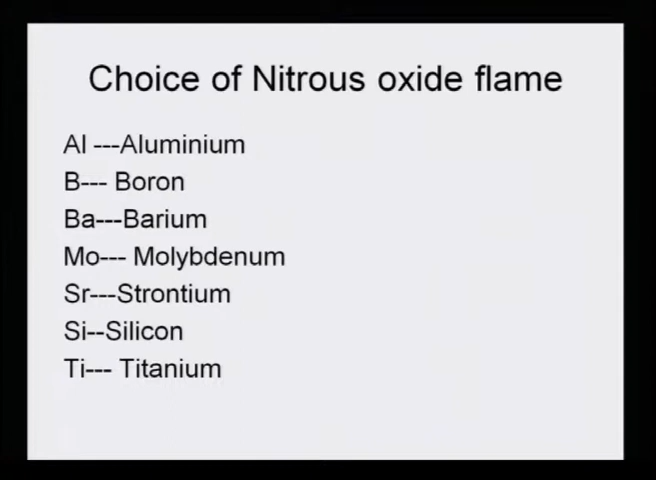 Choice of Nitrous oxide flame
Al ---Aluminium
B--- Boron
Ba---Barium
Mo--- Molybdenum
Sr---Strontium
Si--Silicon
Ti--- Titanium